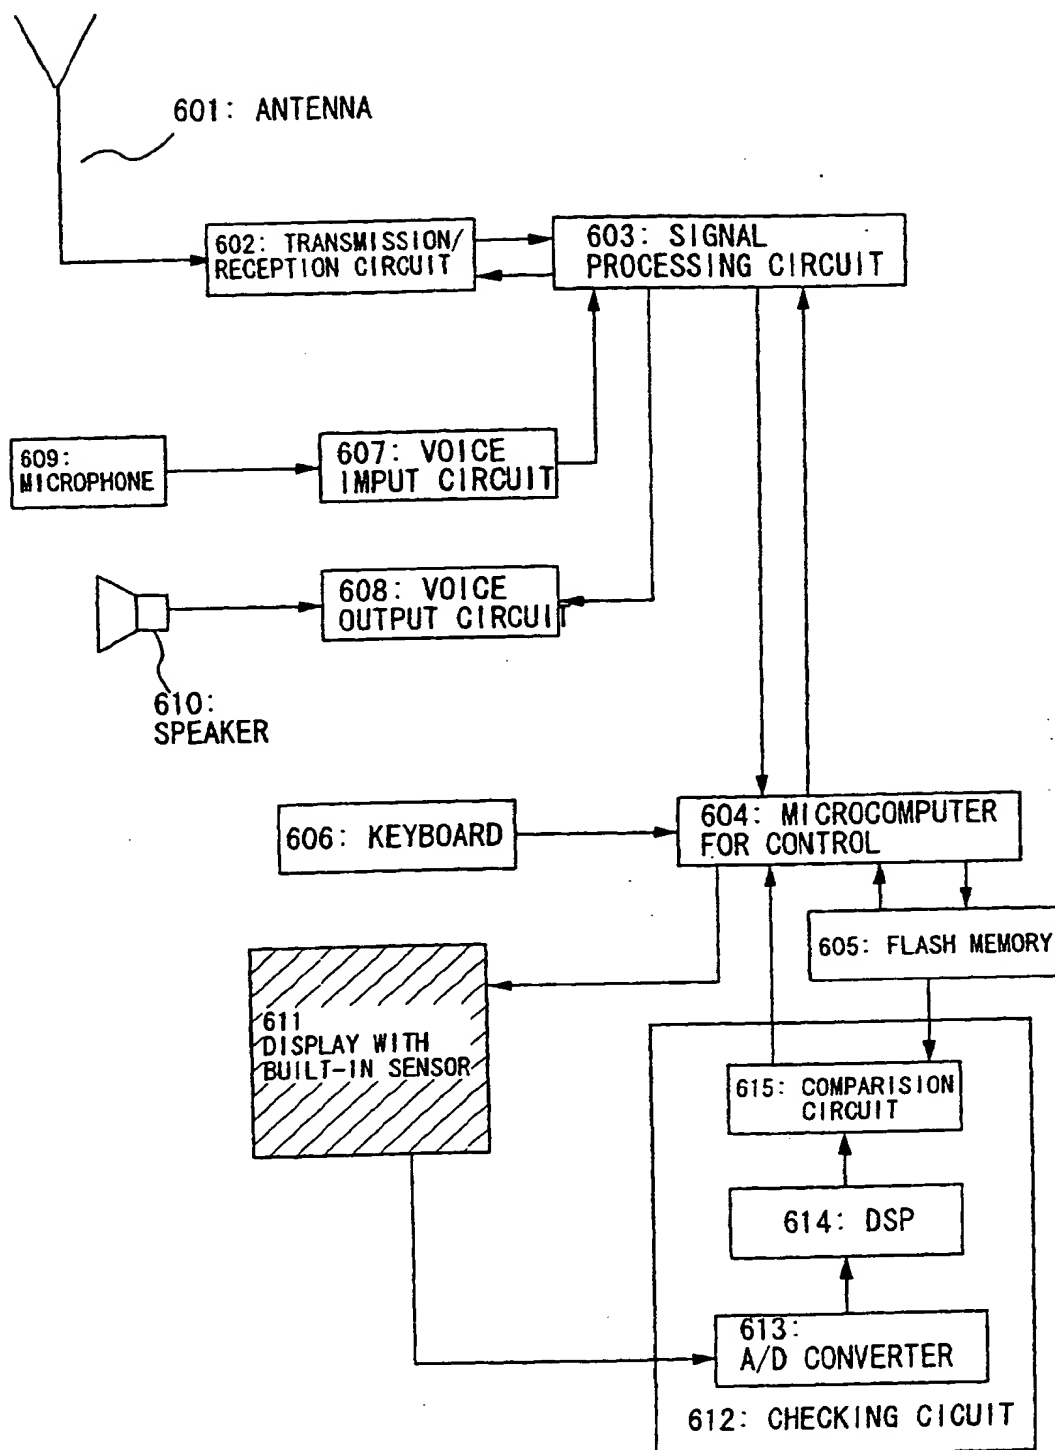 601: ANTENNA
602: TRANSMISSION/
RECEPTION CIRCUIT
603: SIGNAL
PROCESSING CIRCUIT
609:
MICROPHONE
607: VOICE
IMPUT CIRCUIT
608: VOICE
OUTPUT CIRCUIT
610:
SPEAKER
606: KEYBOARD
604: MICROCOMPUTER
FOR CONTROL
605: FLASH MEMORY
611
DISPLAY WITH
BUILT-IN SENSOR
615: COMPARISION
CIRCUIT
614: DSP
613:
A/D CONVERTER
612: CHECKING CICUIT